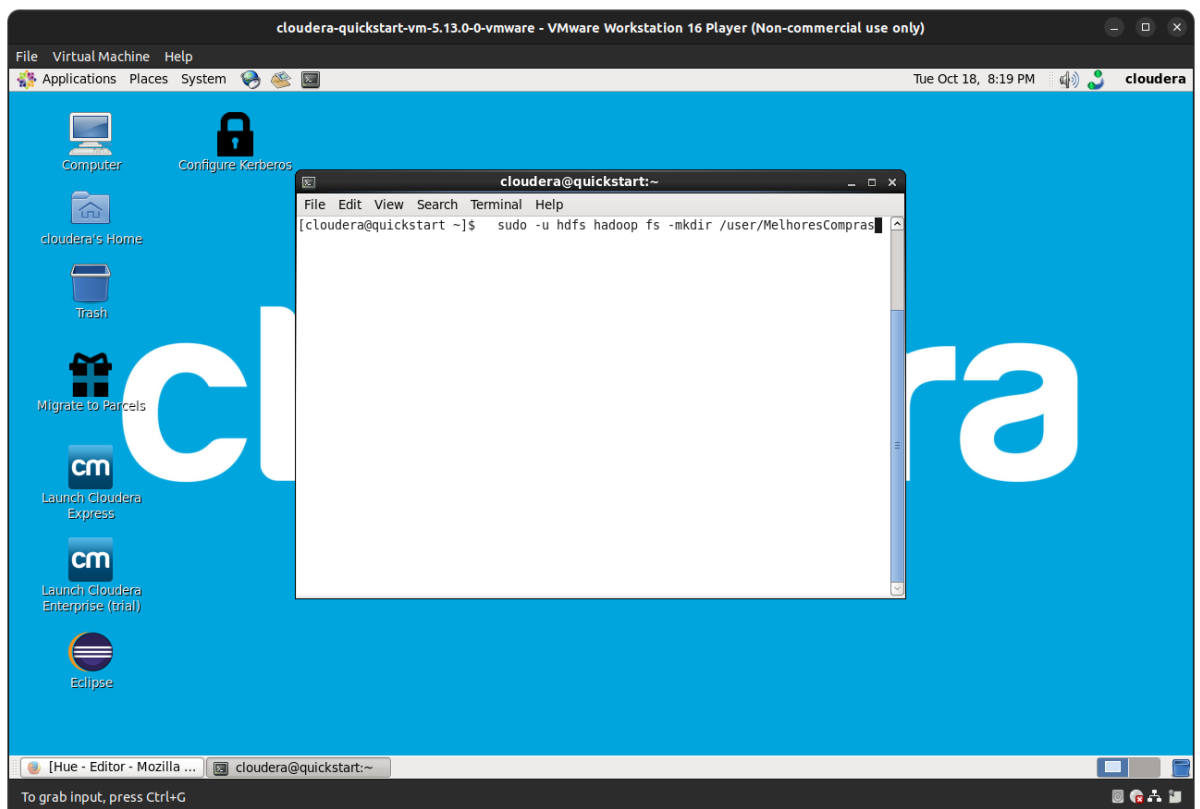 cloudera-quickstart-vm-5.13.0-0-vmware - VMware Workstation 16 Player (Non-commercial use only)
File Virtual Machine Help
Applications Places System
Tue Oct 18, 8:19 PM
cloudera
Computer
Configure Kerberos
cloudera's Home
Trash
Migrate to Parcels
cm
Launch Cloudera
Express
cm
Launch Cloudera
Enterprise (trial)
Eclipse
cloudera@quickstart:~
File Edit View Search Terminal Help
[cloudera@quickstart ~]$   sudo -u hdfs hadoop fs -mkdir /user/MelhoresCompras
[Hue - Editor - Mozilla ...
cloudera@quickstart:~
To grab input, press Ctrl+G